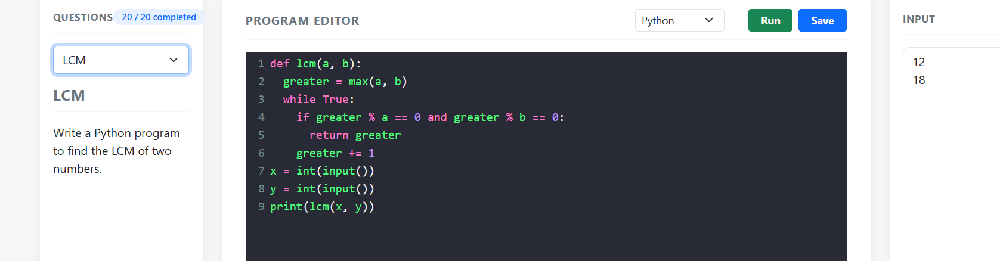 QUESTIONS 20 / 20 completed
LCM
LCM
Write a Python program
to find the LCM of two
numbers.
PROGRAM EDITOR Python Run Save
1 def lcm(a, b):
2   greater = max(a, b)
3   while True:
4     if greater % a == 0 and greater % b == 0:
5       return greater
6     greater += 1
7 x = int(input())
8 y = int(input())
9 print(lcm(x, y))
INPUT
12
18